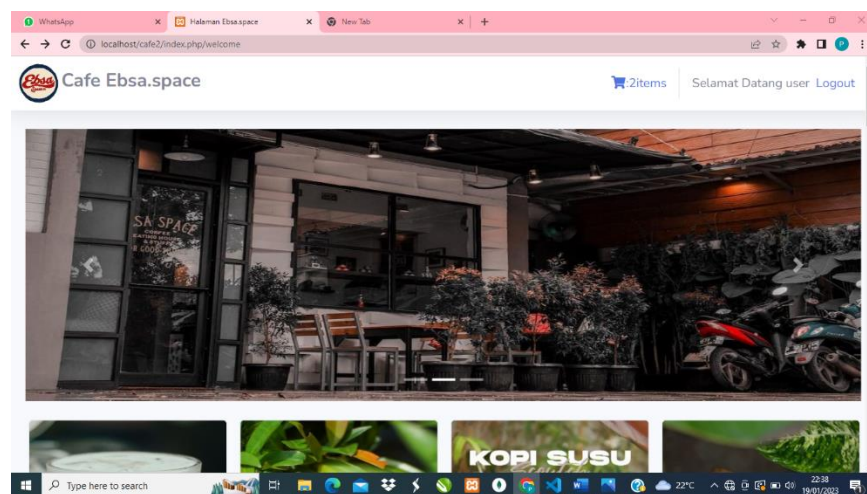 WhatsApp
Halaman Ebsa.space
New Tab
localhost/cafe2/index.php/welcome
Ebsa
Cafe Ebsa.space
:2items
Selamat Datang user Logout
SA SPACE
COFFEE
KOPI SUSU
Type here to search
22°C
22:38
19/01/2023